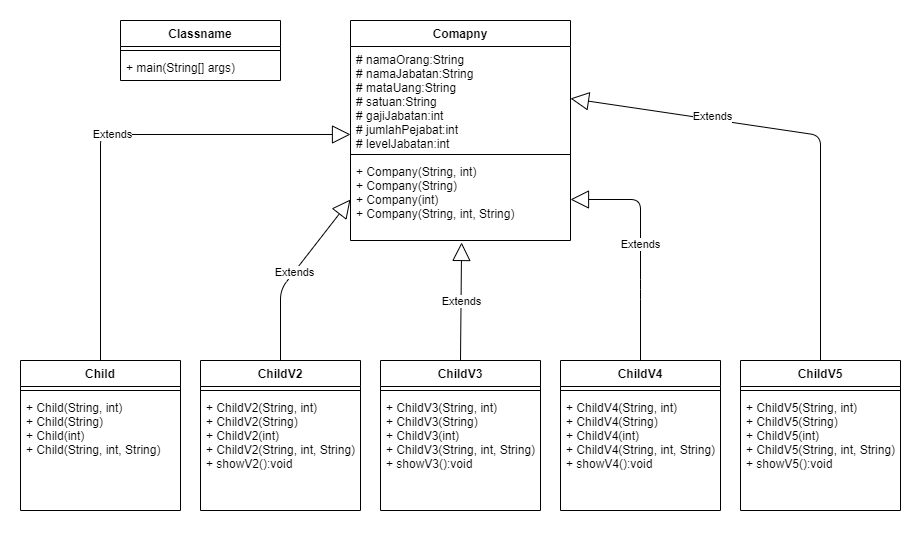 Classname
+ main(String[] args)
Comapny
# namaOrang:String
# namaJabatan:String
# mataUang:String
# satuan:String
# gajiJabatan:int
# jumlahPejabat:int
# levelJabatan:int
+ Company(String, int)
+ Company(String)
+ Company(int)
+ Company(String, int, String)
Extends
Extends
Extends
Extends
Extends
Child
+ Child(String, int)
+ Child(String)
+ Child(int)
+ Child(String, int, String)
ChildV2
+ ChildV2(String, int)
+ ChildV2(String)
+ ChildV2(int)
+ ChildV2(String, int, String)
+ showV2():void
ChildV3
+ ChildV3(String, int)
+ ChildV3(String)
+ ChildV3(int)
+ ChildV3(String, int, String)
+ showV3():void
ChildV4
+ ChildV4(String, int)
+ ChildV4(String)
+ ChildV4(int)
+ ChildV4(String, int, String)
+ showV4():void
ChildV5
+ ChildV5(String, int)
+ ChildV5(String)
+ ChildV5(int)
+ ChildV5(String, int, String)
+ showV5():void